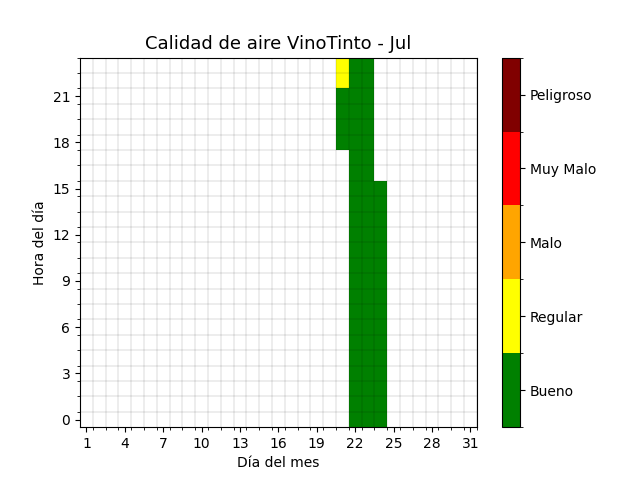 Calidad de aire VinoTinto - Jul
Hora del día
21
18
15
12
9
6
3
0
1 4 7 10 13 16 19 22 25 28 31
Día del mes
Peligroso
Muy Malo
Malo
Regular
Bueno